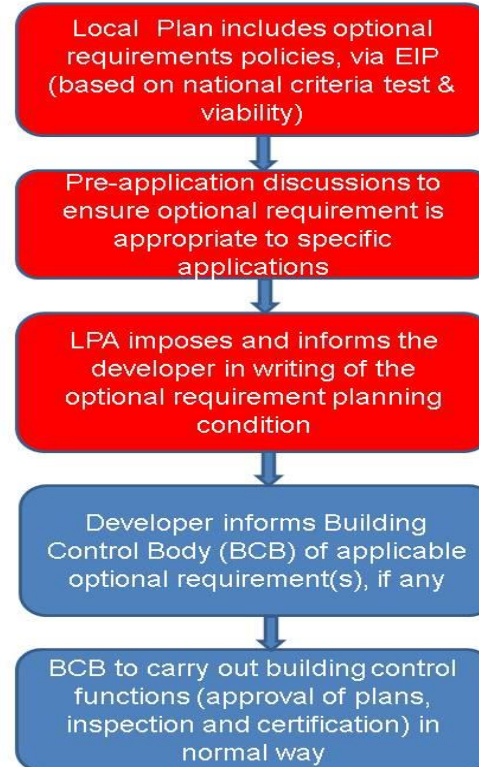 Local Plan includes optional
requirements policies, via EIP
(based on national criteria test &
viability)
Pre-application discussions to
ensure optional requirement is
appropriate to specific
applications
LPA imposes and informs the
developer in writing of the
optional requirement planning
condition
Developer informs Building
Control Body (BCB) of applicable
optional requirement(s), if any
BCB to carry out building control
functions (approval of plans,
inspection and certification) in
normal way